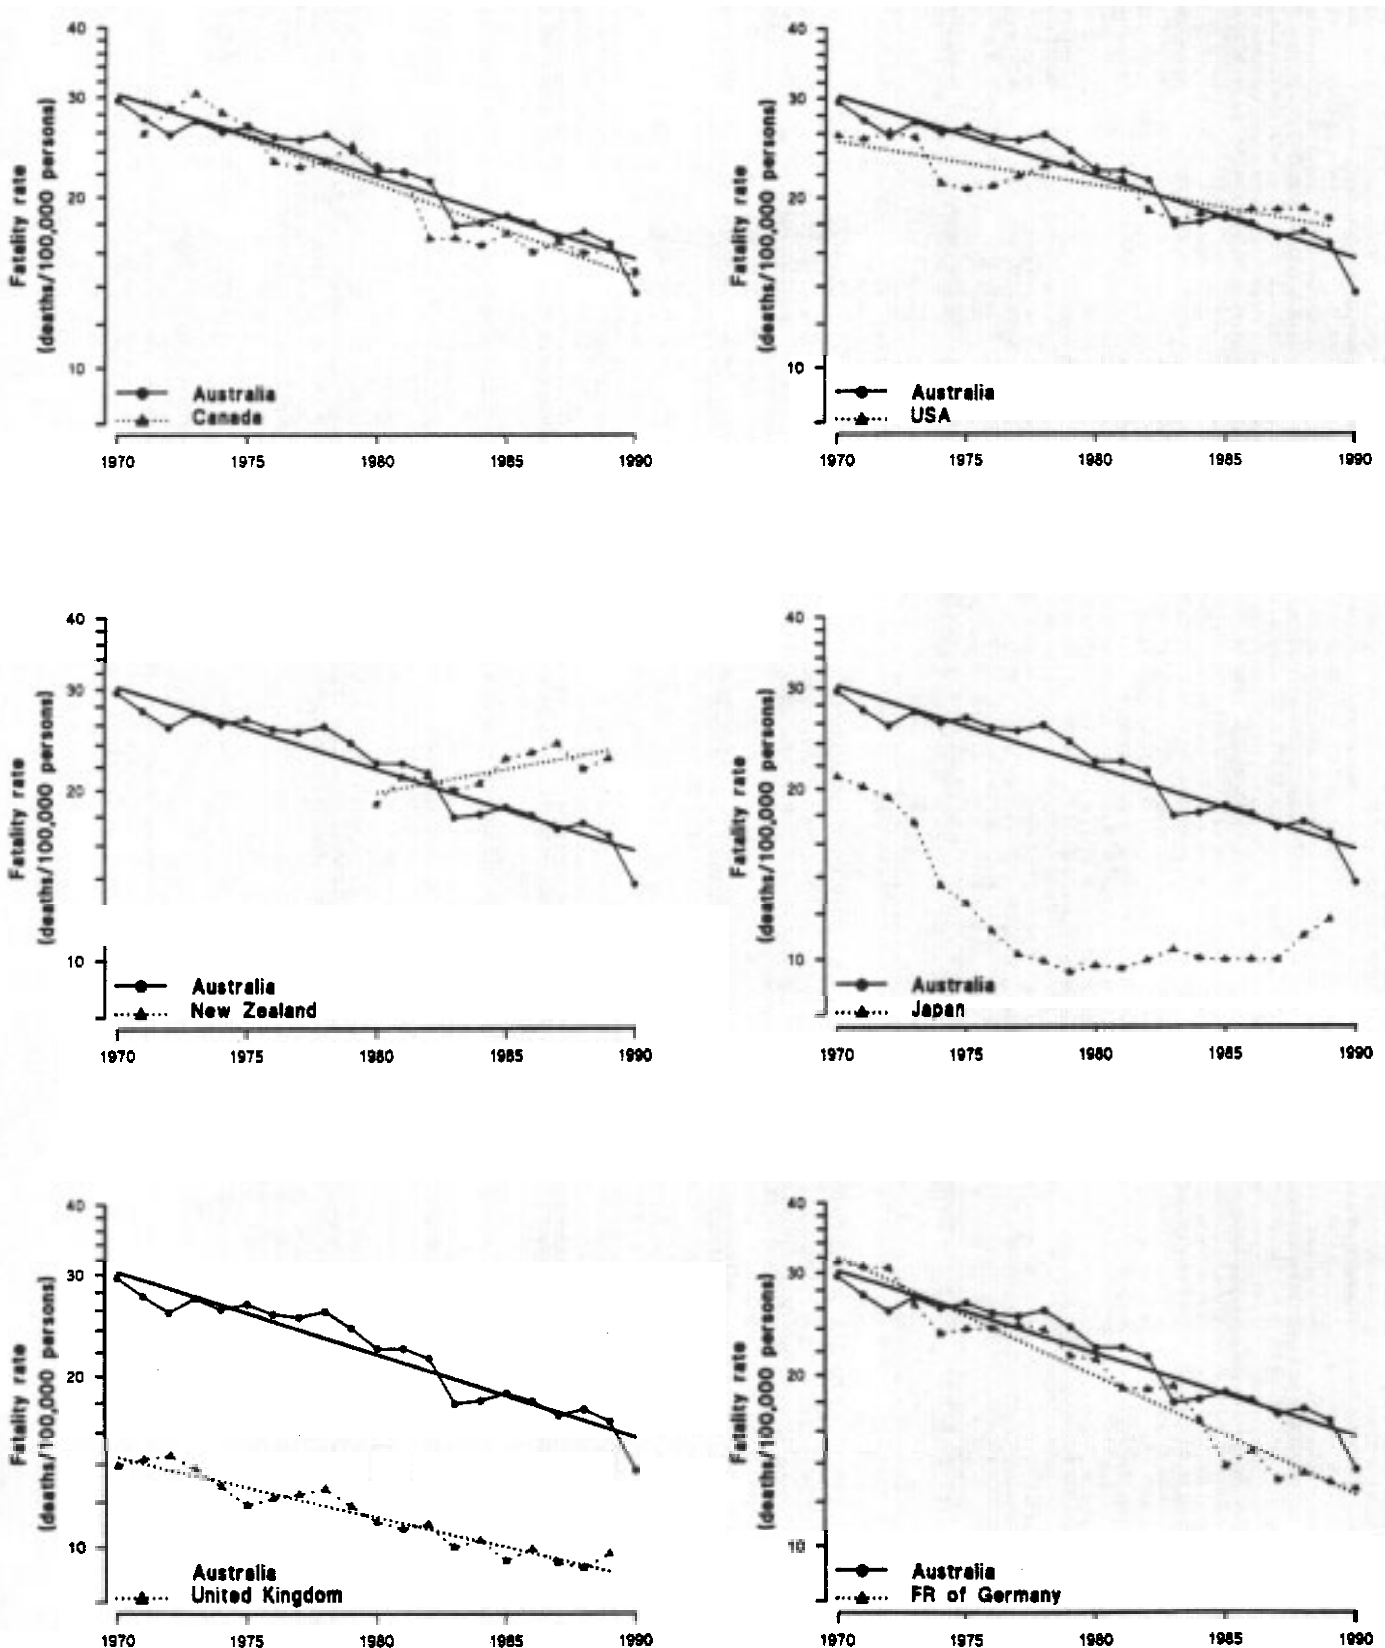 40
30
20
10
Fatality rate
(deaths/100,000 persons)
Australia
Canada
1970 1975 1980 1985 1990
40
30
20
10
Fatality rate
(deaths/100,000 persons)
Australia
USA
1970 1975 1980 1985 1990
40
30
20
10
Fatality rate
(deaths/100,000 persons)
Australia
New Zealand
1970 1975 1980 1985 1990
40
30
20
10
Fatality rate
(deaths/100,000 persons)
Australia
Japan
1970 1975 1980 1985 1990
40
30
20
10
Fatality rate
(deaths/100,000 persons)
Australia
United Kingdom
1970 1975 1980 1985 1990
40
30
20
10
Fatality rate
(deaths/100,000 persons)
Australia
FR of Germany
1970 1975 1980 1985 1990